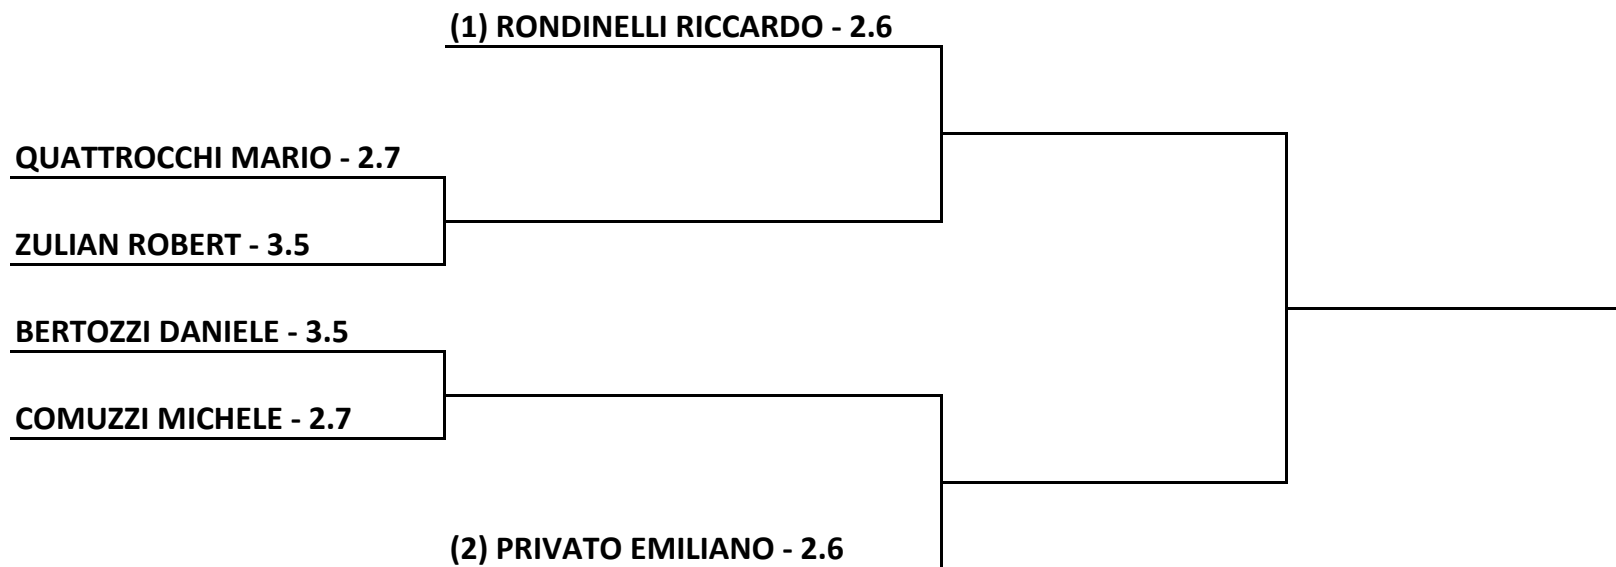 (1) RONDINELLI RICCARDO - 2.6
QUATTROCCHI MARIO - 2.7
ZULIAN ROBERT - 3.5
BERTOZZI DANIELE - 3.5
COMUZZI MICHELE - 2.7
(2) PRIVATO EMILIANO - 2.6